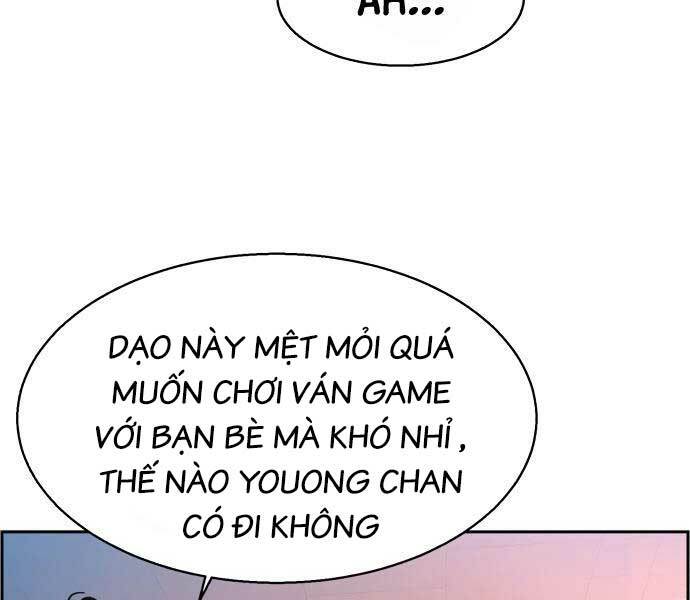 AH...
DẠO NÀY MỆT MỎI QUÁ
MUỐN CHƠI VÁN GAME
VỚI BẠN BÈ MÀ KHÓ NHỈ ,
THẾ NÀO YOUONG CHAN
CÓ ĐI KHÔNG